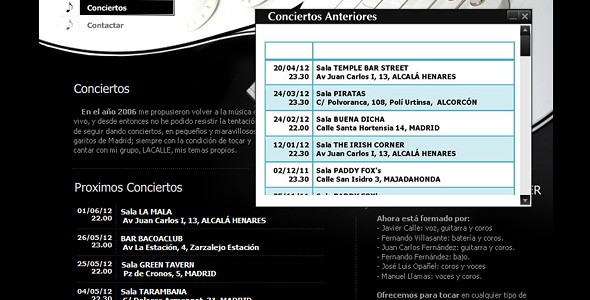 Conciertos
Contactar
Conciertos
En el año 2006 me propusieron volver a la música
vivo, y desde entonces no he podido resistir la tentació
de seguir dando conciertos, en pequeños y maravillosos
garitos de Madrid; siempre con la condición de tocar y
cantar con mi grupo, LACALLE, mis temas propios.
Proximos Conciertos
01/06/12 Sala LA MALA
22.00 Av Juan Carlos I, 13, ALCALÁ HENARES
26/05/12 BAR BACOACLUB
22.00 Av La Estación, 4, Zarzalejo Estación
25/05/12 Sala GREEN TAVERN
22.00 Pz de Cronos, 5, MADRID
04/05/12 Sala TARAMBANA
Conciertos Anteriores
20/04/12 Sala TEMPLE BAR STREET
23.30 Av Juan Carlos I, 13, ALCALÁ HENARES
24/03/12 Sala PIRATAS
23.30 C/ Polvoranca, 108, Polí Urtinsa, ALCORCÓN
24/02/12 Sala BUENA DICHA
22.00 Calle Santa Hortensia 14, MADRID
12/01/12 Sala THE IRISH CORNER
23.30 Av Juan Carlos I, 13, ALCALÁ HENARES
02/12/11 Sala PADDY FOX's
23.30 Calle San Isidro 3, MAJADAHONDA
25/11/11 Sala PADDY FOX's
ER
Ahora está formado por:
- Javier Calle: voz, guitarra y coros
- Fernando Villasante: bateria y coros.
- Juan Carlos Fernández: guitarra y coros.
- Fernando Fernández: bajo.
- José Luis Opañel: coros y voces
- Manuel Llamas: voces y coros.
Ofrecemos para tocar en cualquier tipo de